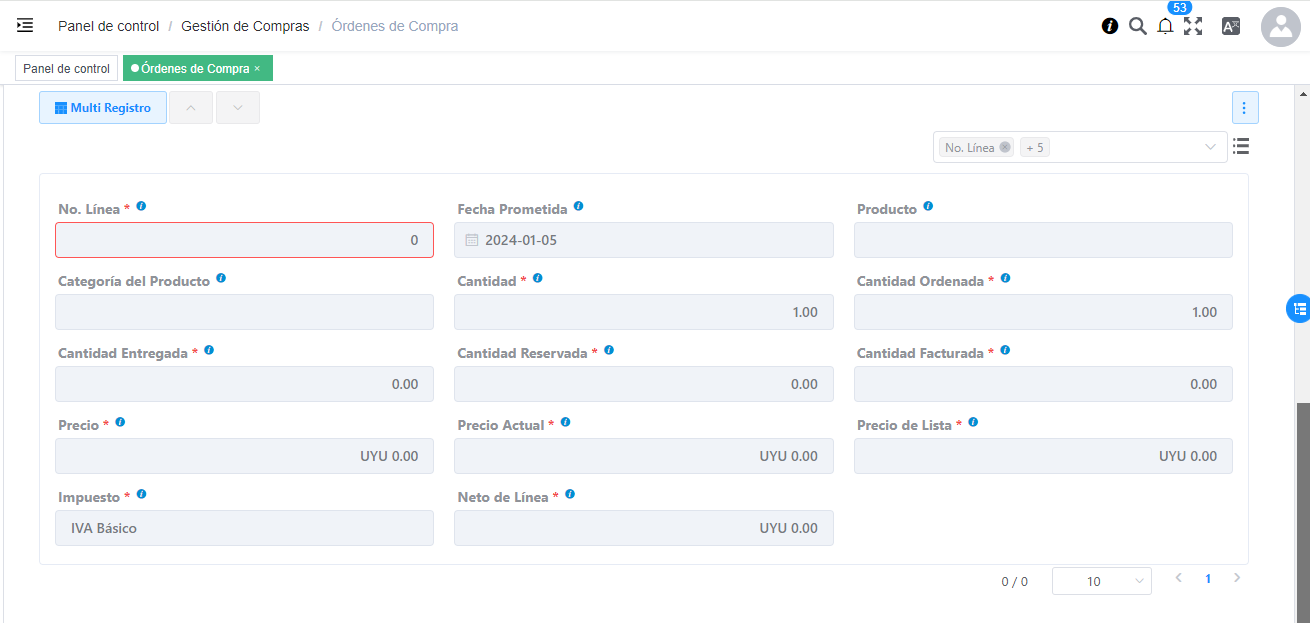 Panel de control / Gestión de Compras / Órdenes de Compra
53
Panel de control
Órdenes de Compra ×
Multi Registro
No. Línea
+ 5
No. Línea *
0
Fecha Prometida
2024-01-05
Producto
Categoría del Producto
Cantidad *
1.00
Cantidad Ordenada *
1.00
Cantidad Entregada *
0.00
Cantidad Reservada *
0.00
Cantidad Facturada *
0.00
Precio *
UYU 0.00
Precio Actual *
UYU 0.00
Precio de Lista *
UYU 0.00
Impuesto *
IVA Básico
Neto de Línea *
UYU 0.00
0 / 0
10
1